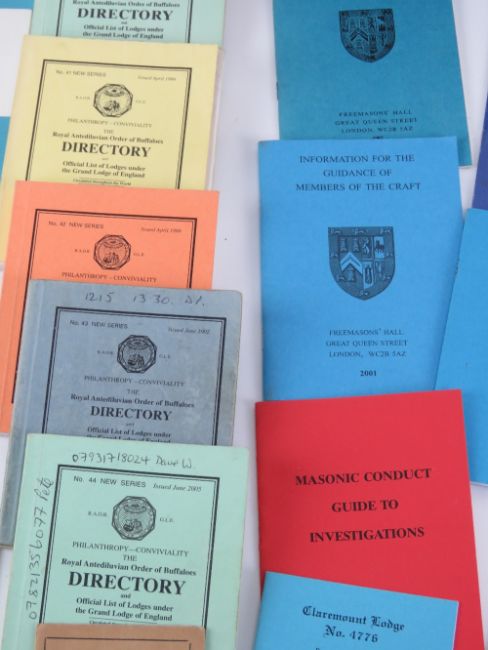 Royal Antediluvian Order of Buffaloes
DIRECTORY
and
Official List of Lodges under
the Grand Lodge of England
No. 41 NEW SERIES Issued April 1996
R.A.O.B. G.L.E.
PHILANTHROPY—CONVIVIALITY
THE
Royal Antediluvian Order of Buffaloes
DIRECTORY
and
Official List of Lodges under
the Grand Lodge of England
No. 42 NEW SERIES Issued April 1999
R.A.O.B. G.L.E.
PHILANTHROPY—CONVIVIALITY
1215 1330
No. 43 NEW SERIES Issued June 2002
R.A.O.B. G.L.E.
PHILANTHROPY—CONVIVIALITY
THE
Royal Antediluvian Order of Buffaloes
DIRECTORY
and
Official List of Lodges under
the Grand Lodge of England
07931718024 Dave W.
07821356077 Pete
No. 44 NEW SERIES Issued June 2005
R.A.O.B. G.L.E.
PHILANTHROPY—CONVIVIALITY
THE
Royal Antediluvian Order of Buffaloes
DIRECTORY
and
Official List of Lodges under
the Grand Lodge of England
FREEMASONS' HALL
GREAT QUEEN STREET
LONDON, WC2B 5AZ
INFORMATION FOR THE
GUIDANCE OF
MEMBERS OF THE CRAFT
FREEMASONS' HALL
GREAT QUEEN STREET
LONDON, WC2B 5AZ
2001
MASONIC CONDUCT
GUIDE TO
INVESTIGATIONS
Claremount Lodge
No. 4776